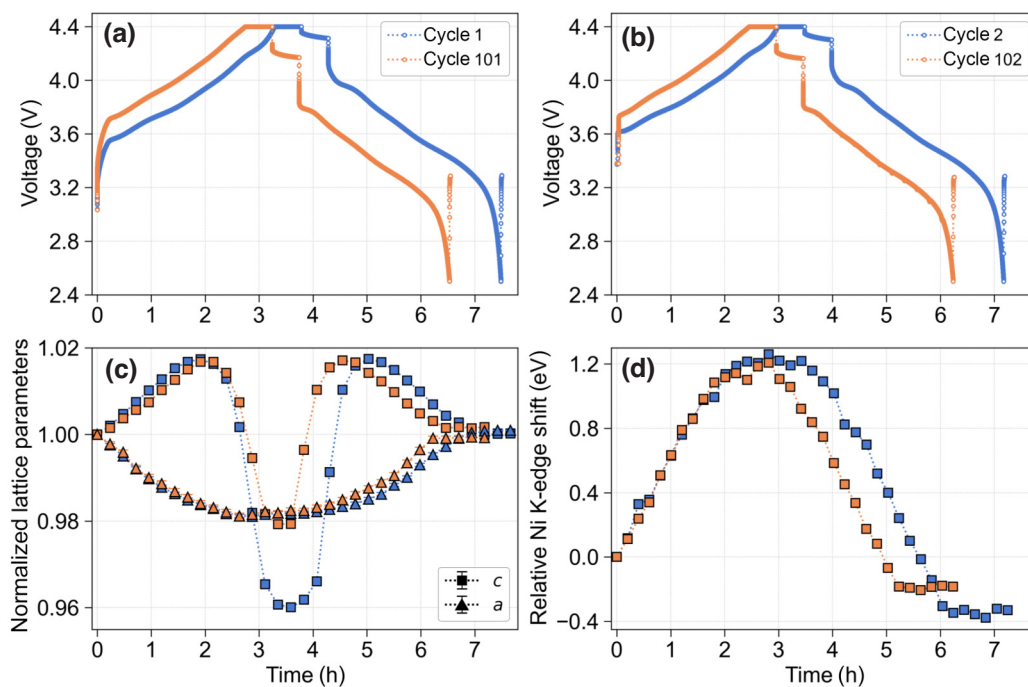 (a)
Cycle 1
Cycle 101
Voltage (V)
4.4
4.0
3.6
3.2
2.8
2.4
0 1 2 3 4 5 6 7
(b)
Cycle 2
Cycle 102
Voltage (V)
4.4
4.0
3.6
3.2
2.8
2.4
0 1 2 3 4 5 6 7
(c)
Normalized lattice parameters
1.02
1.00
0.98
0.96
c
a
0 1 2 3 4 5 6 7
Time (h)
(d)
Relative Ni K-edge shift (eV)
1.2
0.8
0.4
0.0
−0.4
0 1 2 3 4 5 6 7
Time (h)